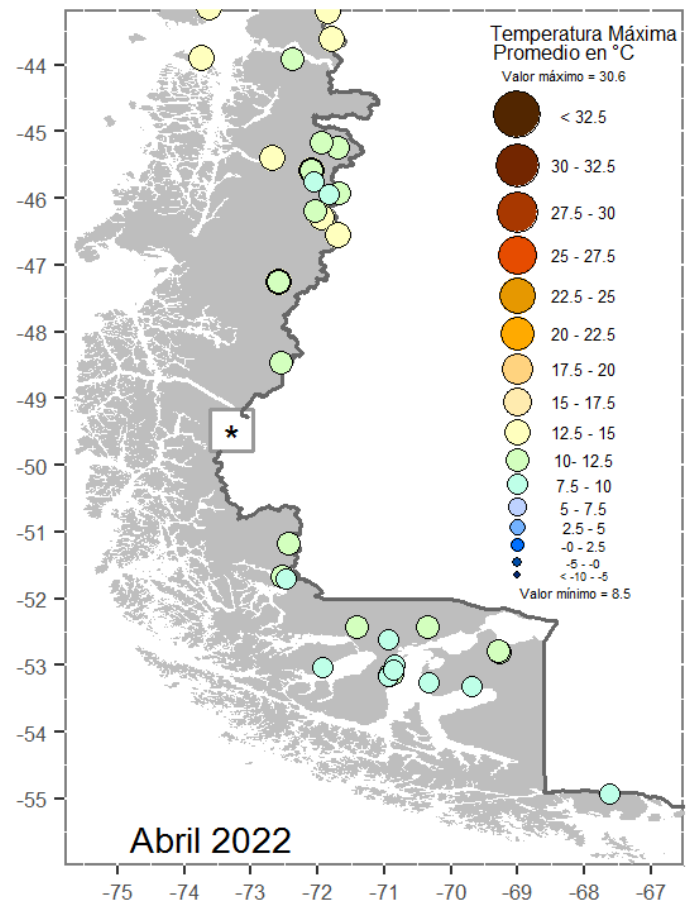 Temperatura Máxima
Promedio en °C
Valor máximo = 30.6
< 32.5
30 - 32.5
27.5 - 30
25 - 27.5
22.5 - 25
20 - 22.5
17.5 - 20
15 - 17.5
12.5 - 15
10- 12.5
7.5 - 10
5 - 7.5
2.5 - 5
-0 - 2.5
-5 - -0
< -10 - -5
Valor mínimo = 8.5
-44
-45
-46
-47
-48
-49
*
-50
-51
-52
-53
-54
-55
Abril 2022
-75 -74 -73 -72 -71 -70 -69 -68 -67